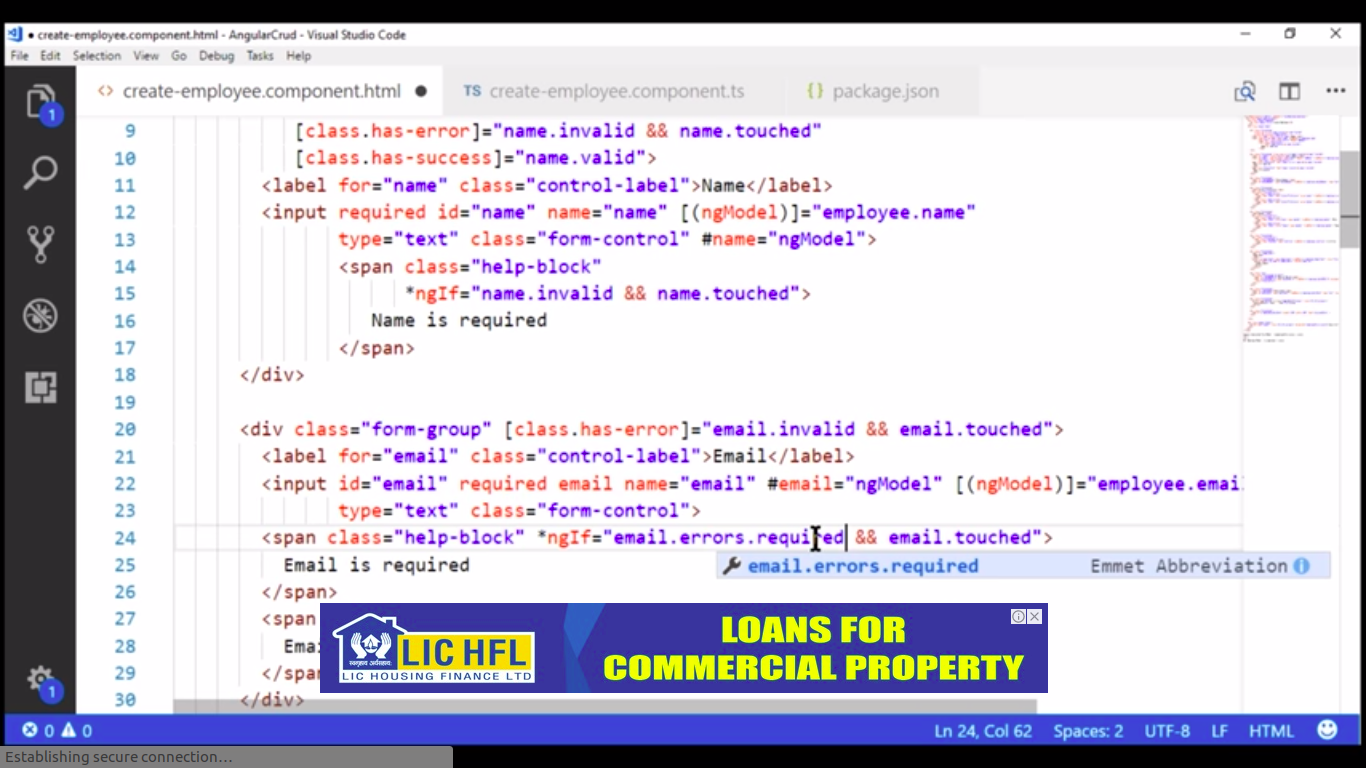 ● create-employee.component.html - AngularCrud - Visual Studio Code
File Edit Selection View Go Debug Tasks Help
<> create-employee.component.html ● TS create-employee.component.ts {} package.json
1
9 [class.has-error]="name.invalid && name.touched"
10 [class.has-success]="name.valid">
11 <label for="name" class="control-label">Name</label>
12 <input required id="name" name="name" [(ngModel)]="employee.name"
13 type="text" class="form-control" #name="ngModel">
14 <span class="help-block"
15 *ngIf="name.invalid && name.touched">
16 Name is required
17 </span>
18 </div>
19
20 <div class="form-group" [class.has-error]="email.invalid && email.touched">
21 <label for="email" class="control-label">Email</label>
22 <input id="email" required email name="email" #email="ngModel" [(ngModel)]="employee.email
23 type="text" class="form-control">
24 <span class="help-block" *ngIf="email.errors.required && email.touched">
25 Email is required
email.errors.required Emmet Abbreviation
26 </span>
27 <span
28 Ema
29 </span
30 </div>
LIC HFL
LIC HOUSING FINANCE LTD
LOANS FOR
COMMERCIAL PROPERTY
1
0 0 Ln 24, Col 62 Spaces: 2 UTF-8 LF HTML
Establishing secure connection…